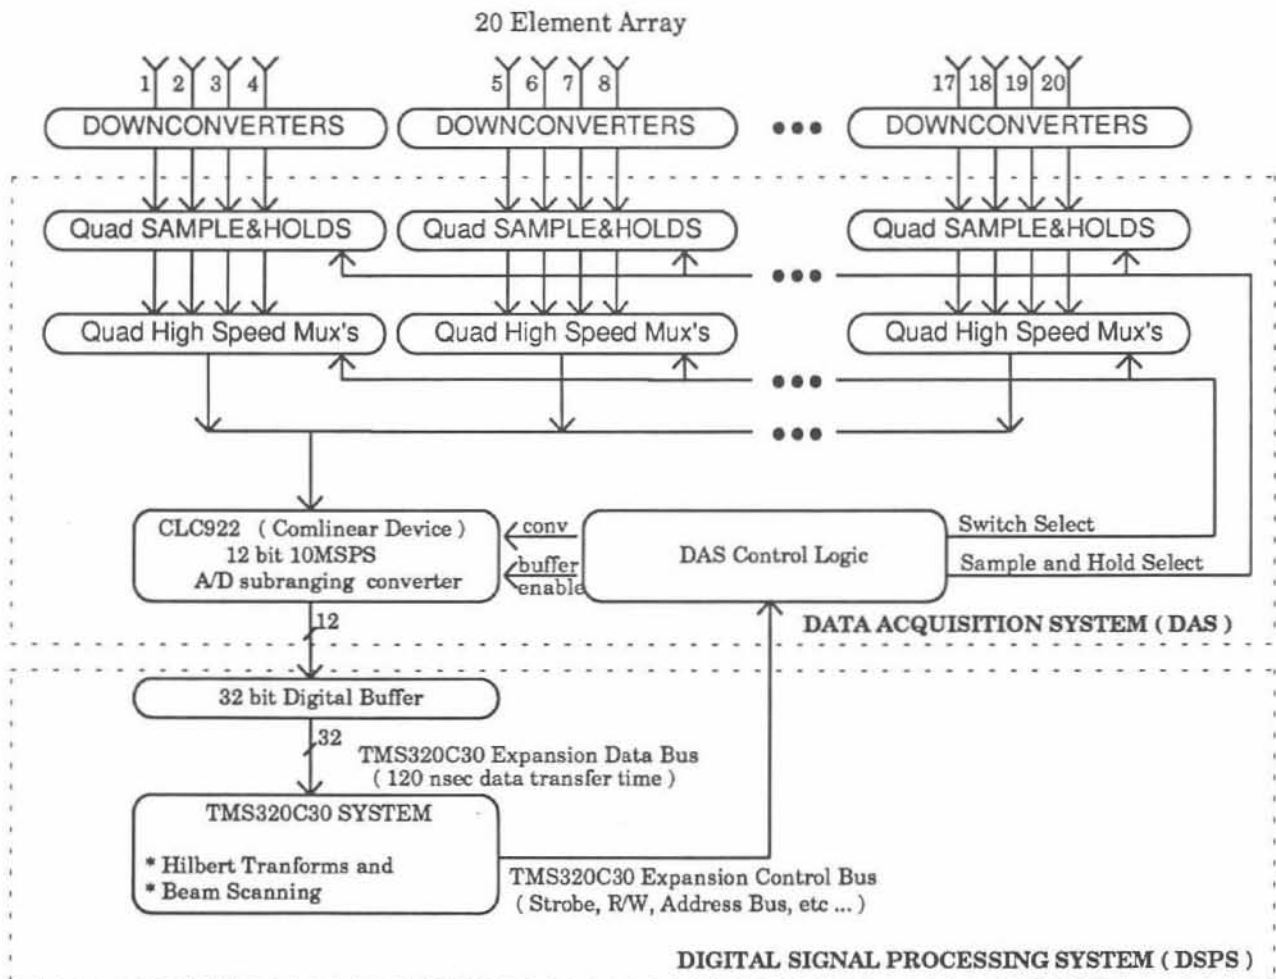 20 Element Array
1 2 3 4 5 6 7 8 17 18 19 20
DOWNCONVERTERS DOWNCONVERTERS DOWNCONVERTERS
Quad SAMPLE&HOLDS Quad SAMPLE&HOLDS Quad SAMPLE&HOLDS
Quad High Speed Mux's Quad High Speed Mux's Quad High Speed Mux's
CLC922 ( Comlinear Device )
12 bit 10MSPS
A/D subranging converter
conv
buffer
enable
DAS Control Logic
Switch Select
Sample and Hold Select
12
DATA ACQUISITION SYSTEM ( DAS )
32 bit Digital Buffer
32
TMS320C30 Expansion Data Bus
( 120 nsec data transfer time )
TMS320C30 SYSTEM
* Hilbert Tranforms and
* Beam Scanning
TMS320C30 Expansion Control Bus
( Strobe, R/W, Address Bus, etc ... )
DIGITAL SIGNAL PROCESSING SYSTEM ( DSPS )